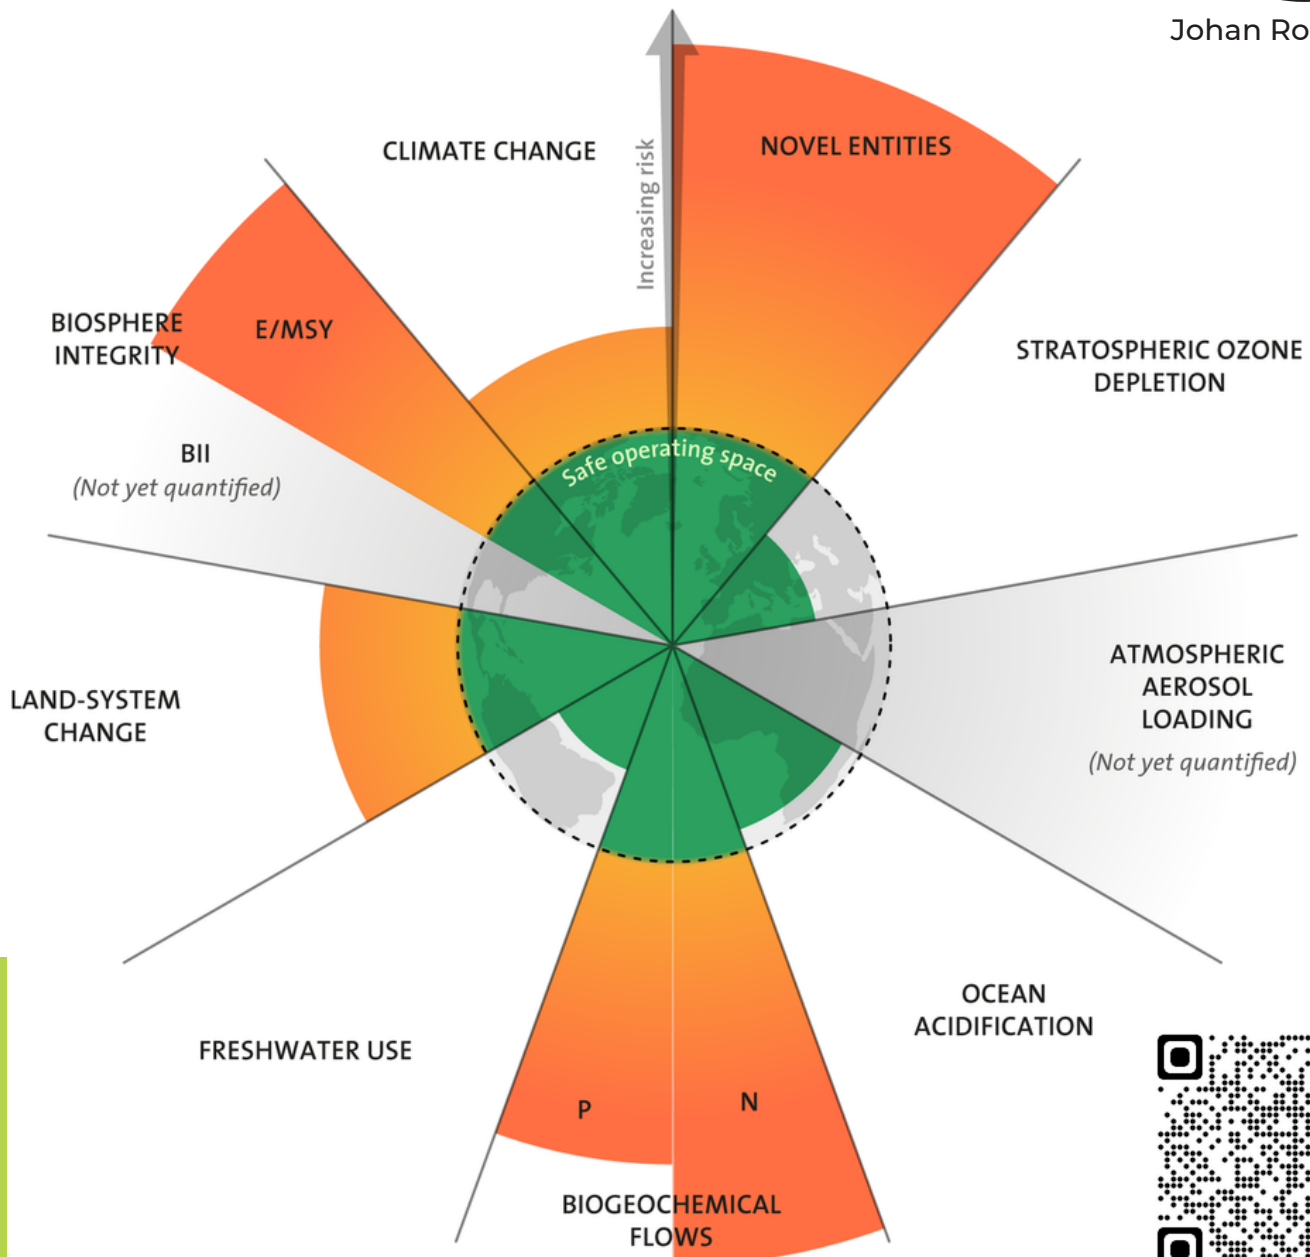 Johan Ro
CLIMATE CHANGE
Increasing risk
NOVEL ENTITIES
BIOSPHERE
INTEGRITY
E/MSY
STRATOSPHERIC OZONE
DEPLETION
BII
(Not yet quantified)
Safe operating space
ATMOSPHERIC
AEROSOL
LOADING
(Not yet quantified)
LAND-SYSTEM
CHANGE
OCEAN
ACIDIFICATION
FRESHWATER USE
P
N
BIOGEOCHEMICAL
FLOWS